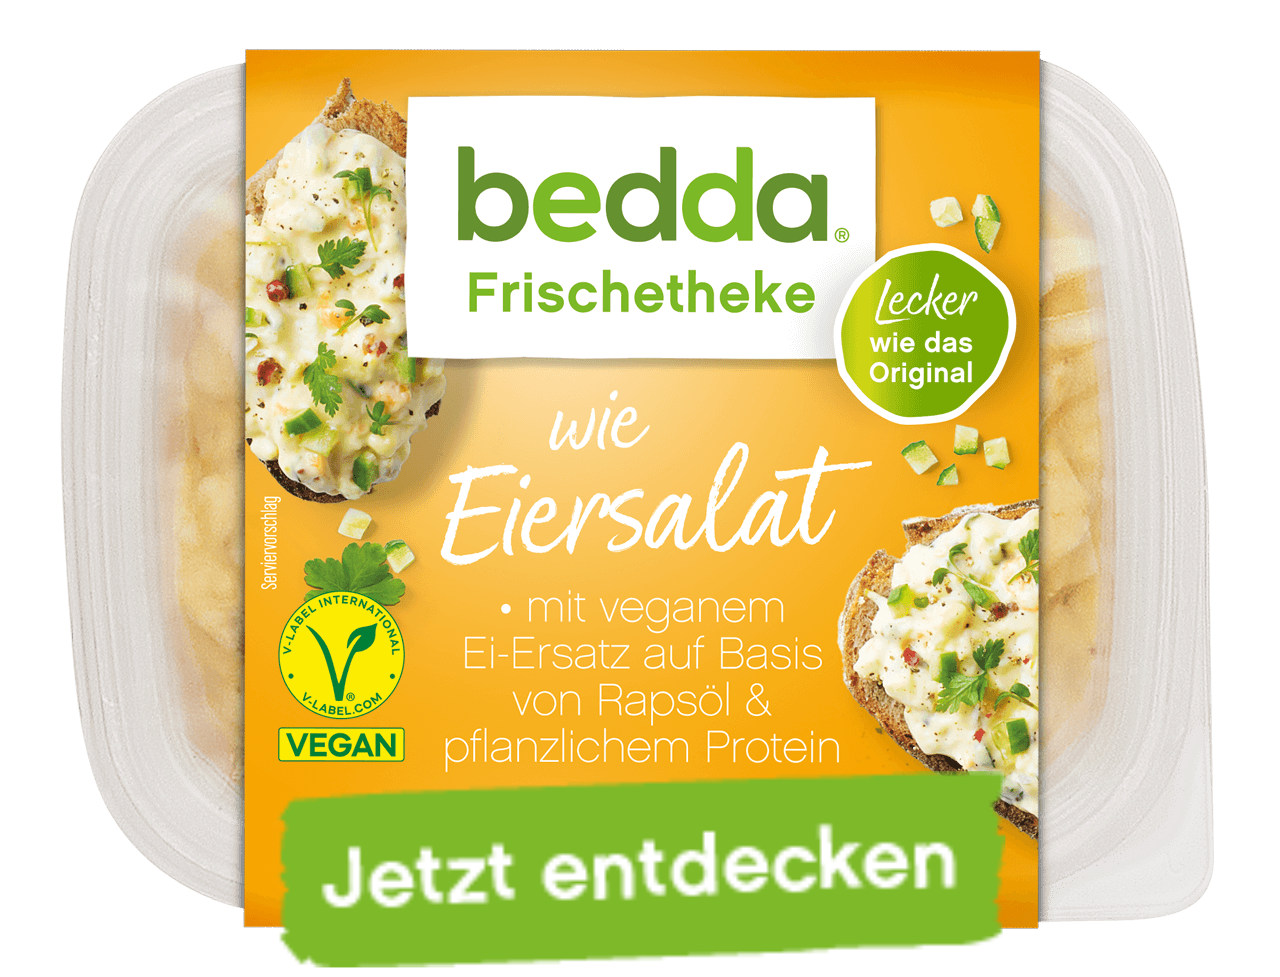 bedda®
Frischetheke
Lecker
wie das
Original
wie
Eiersalat
• mit veganem
Ei-Ersatz auf Basis
von Rapsöl &
pflanzlichem Protein
Serviervorschlag
V-LABEL INTERNATIONAL
V-LABEL.COM
®
VEGAN
Jetzt entdecken